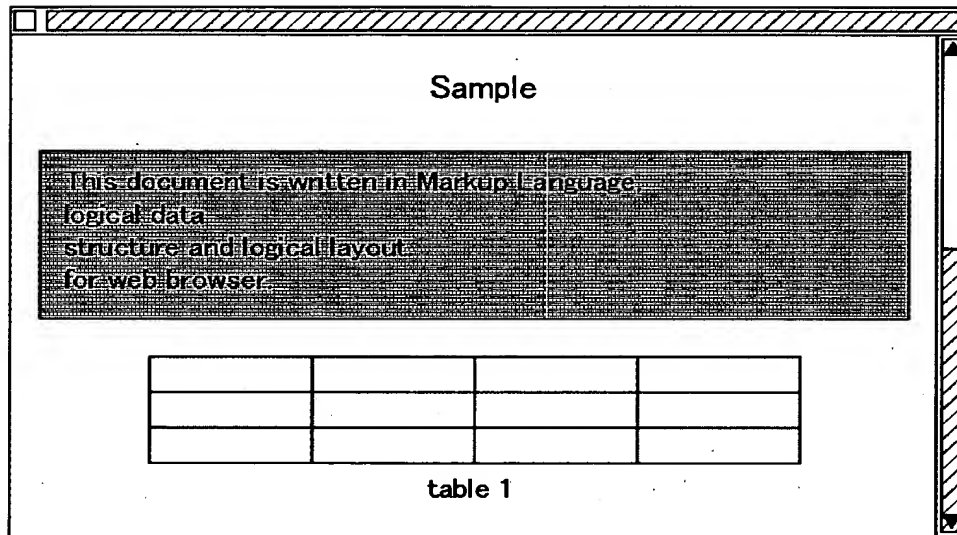 Sample
This document is written in Markup Language,
logical data
structure and logical layout
for web browser.
table 1